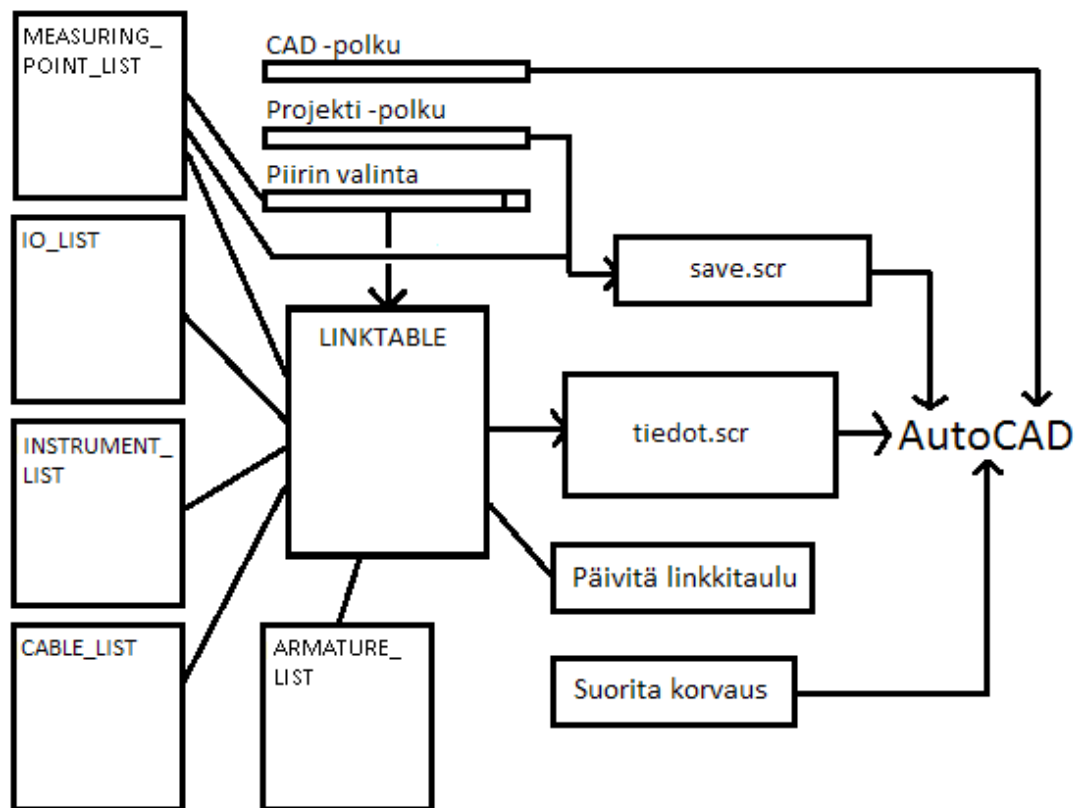 MEASURING_
POINT_LIST
CAD -polku
Projekti -polku
Piirin valinta
IO_LIST
save.scr
LINKTABLE
tiedot.scr
AutoCAD
INSTRUMENT_
LIST
Päivitä linkkitaulu
CABLE_LIST
ARMATURE_
LIST
Suorita korvaus